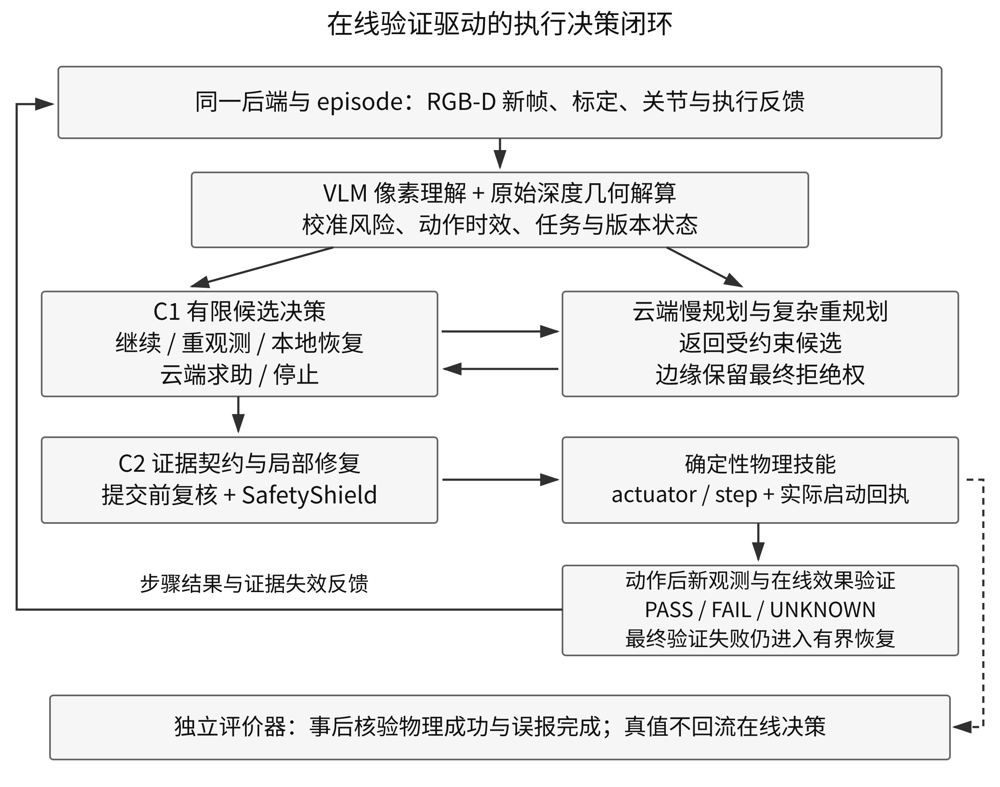 在线验证驱动的执行决策闭环
同一后端与 episode：RGB-D 新帧、标定、关节与执行反馈
VLM 修索理解 + 原始深度几何解算
校准风险、动作时效、任务与版本状态
C1 有限候选决策
继续 / 重观测 / 本地恢复
云端求助 / 停止
云端慢规划与复杂重规划
返回受约束候选
边缘保留最终拒绝权
C2 证据契约与局部修复
提交前复核 + SafetyShield
确定性物理技能
actuator / step + 实际启动回执
步骤结果与证据失效反馈
动作后新观测与在线效果验证
PASS / FAIL / UNKNOWN
最终验证失败仍进入有界恢复
独立评价器：事后核验物理成功与误报完成；真值不回流在线决策